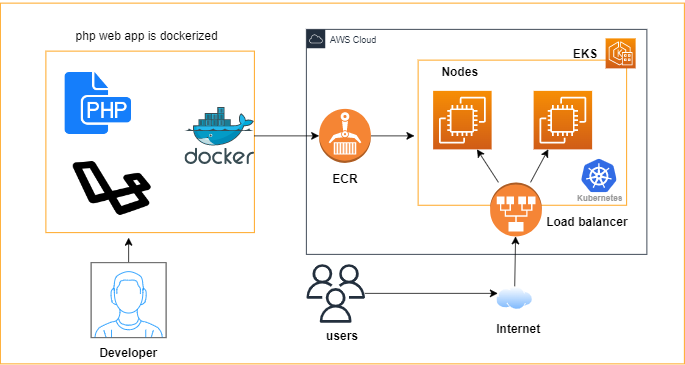 php web app is dockerized
AWS Cloud
EKS
Nodes
PHP
docker
ECR
Kubernetes
Load balancer
users
Internet
Developer